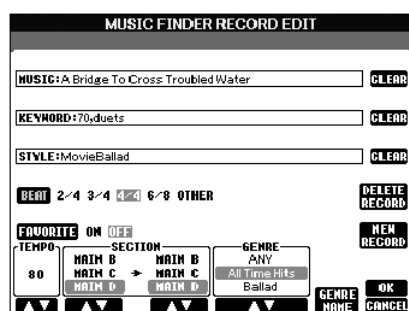 MUSIC FINDER RECORD EDIT
MUSIC:A Bridge To Cross Troubled Water CLEAR
KEYWORD:70,duets CLEAR
STYLE:MovieBallad CLEAR
BEAT 2/4 3/4 4/4 6/8 OTHER DELETE RECORD
FAVORITE ON OFF NEW RECORD
TEMPO SECTION GENRE
MAIN B MAIN B ANY
80 MAIN C → MAIN C All Time Hits
MAIN D MAIN D Ballad
GENRE NAME OK
CANCEL